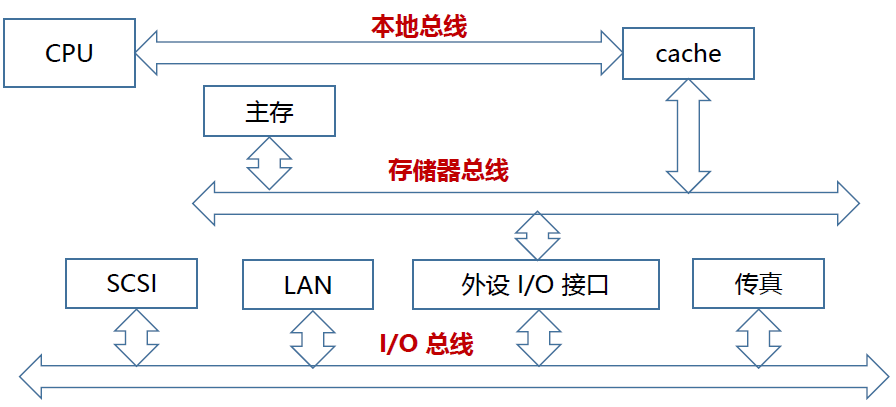 本地总线
CPU
cache
主存
存储器总线
SCSI
LAN
外设 I/O 接口
传真
I/O 总线